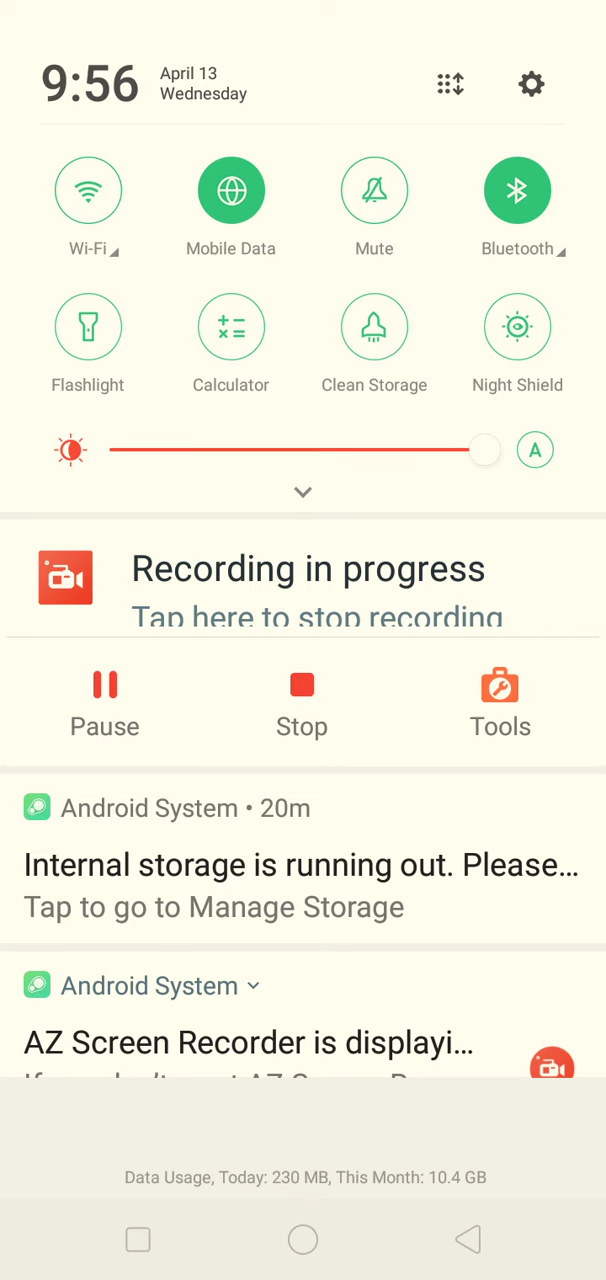 9:56
April 13
Wednesday
Wi-Fi
Mobile Data
Mute
Bluetooth
Flashlight
Calculator
Clean Storage
Night Shield
A
Recording in progress
Tap here to stop recording
Pause
Stop
Tools
Android System • 20m
Internal storage is running out. Please...
Tap to go to Manage Storage
Android System
AZ Screen Recorder is displayi...
Data Usage, Today: 230 MB, This Month: 10.4 GB